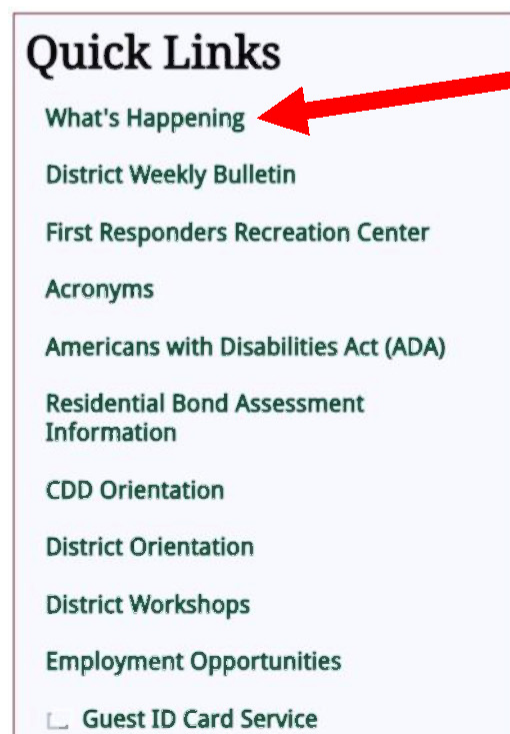 Quick Links
What's Happening
District Weekly Bulletin
First Responders Recreation Center
Acronyms
Americans with Disabilities Act (ADA)
Residential Bond Assessment
Information
CDD Orientation
District Orientation
District Workshops
Employment Opportunities
Guest ID Card Service